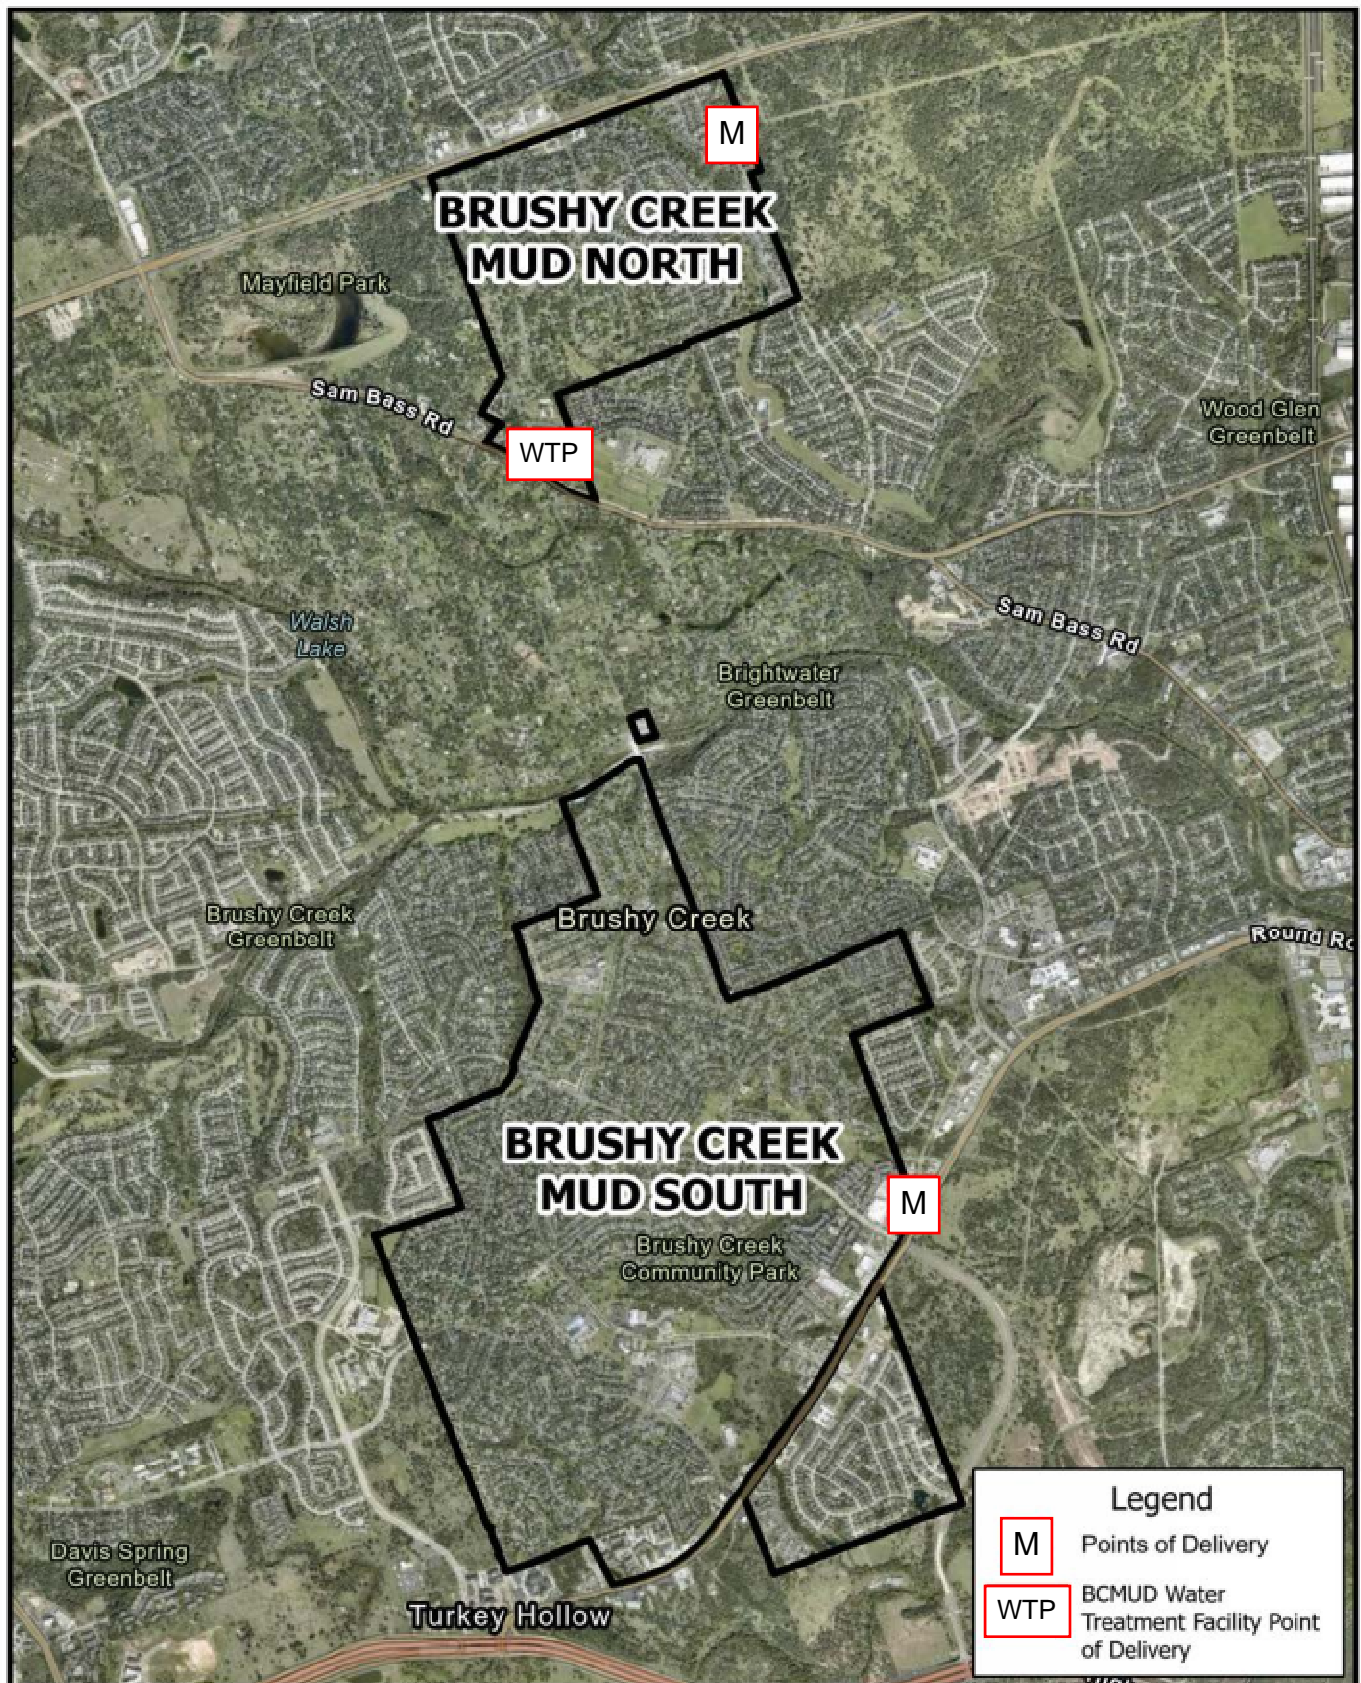 M
BRUSHY CREEK
MUD NORTH
Mayfield Park
Sam Bass Rd
Wood Glen
Greenbelt
WTP
Sam Bass Rd
Walsh
Lake
Brightwater
Greenbelt
Brushy Creek
Greenbelt
Brushy Creek
Round Ro
BRUSHY CREEK
MUD SOUTH
M
Brushy Creek
Community Park
Davis Spring
Greenbelt
Turkey Hollow
Legend
M
Points of Delivery
WTP
BCMUD Water
Treatment Facility Point
of Delivery